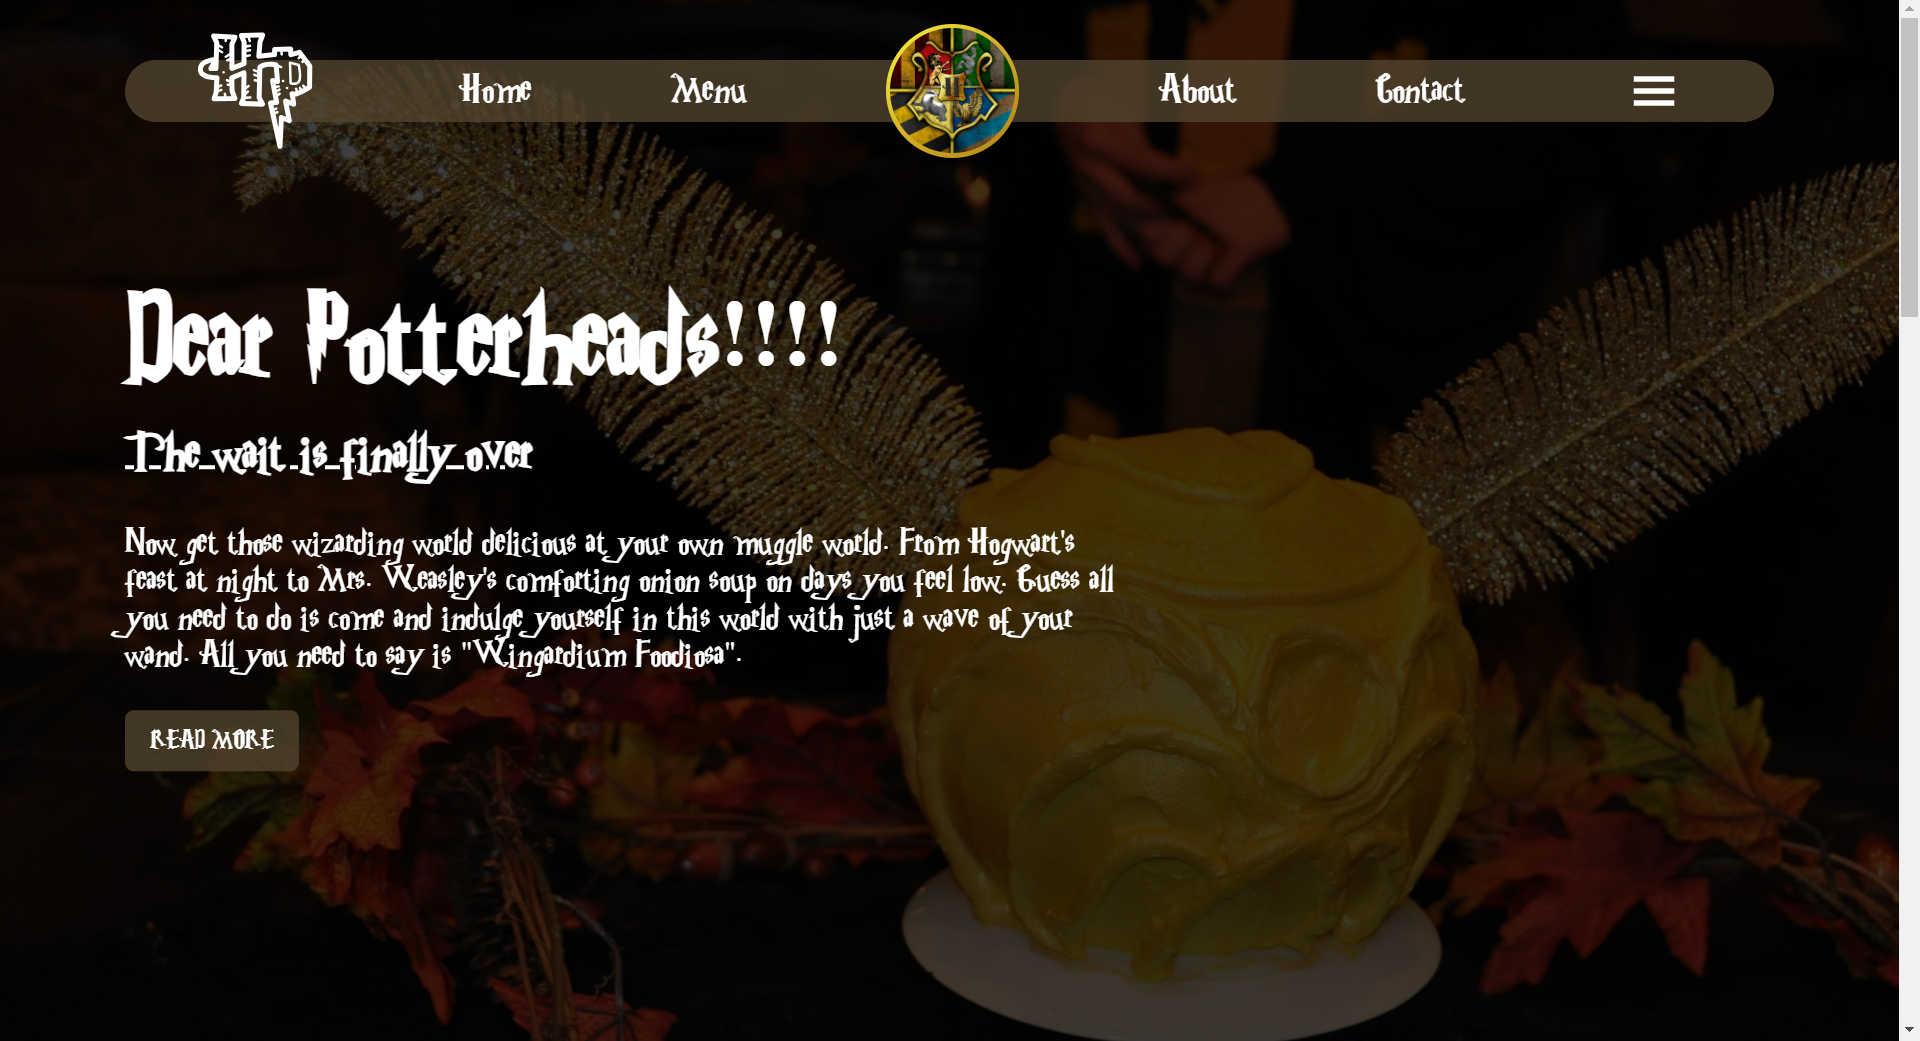 HP
Home
Menu
About
Contact
Dear Potterheads!!!!
The wait is finally over
Now get those wizarding world delicious at your own muggle world. From Hogwart's
feast at night to Mrs. Weasley's comforting onion soup on days you feel low. Guess all
you need to do is come and indulge yourself in this world with just a wave of your
wand. All you need to say is "Wingardium Foodiosa".
READ MORE